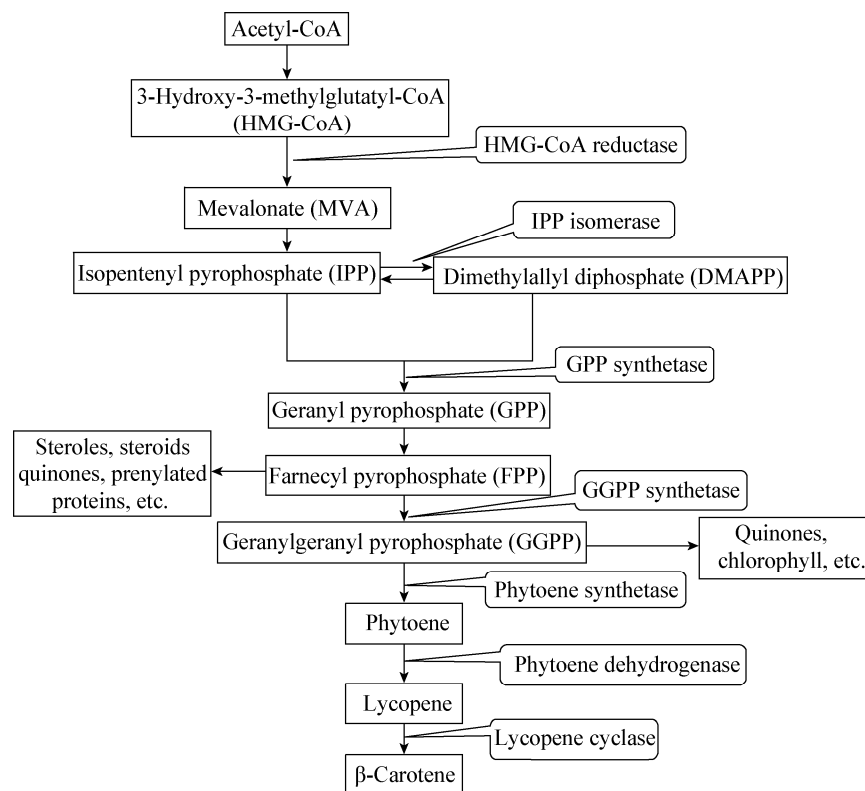 Acetyl-CoA
3-Hydroxy-3-methylglutatyl-CoA
(HMG-CoA)
HMG-CoA reductase
Mevalonate (MVA)
IPP isomerase
Isopentenyl pyrophosphate (IPP)
Dimethylallyl diphosphate (DMAPP)
GPP synthetase
Geranyl pyrophosphate (GPP)
Steroles, steroids
quinones, prenylated
proteins, etc.
Farnecyl pyrophosphate (FPP)
GGPP synthetase
Geranylgeranyl pyrophosphate (GGPP)
Quinones,
chlorophyll, etc.
Phytoene synthetase
Phytoene
Phytoene dehydrogenase
Lycopene
Lycopene cyclase
β-Carotene